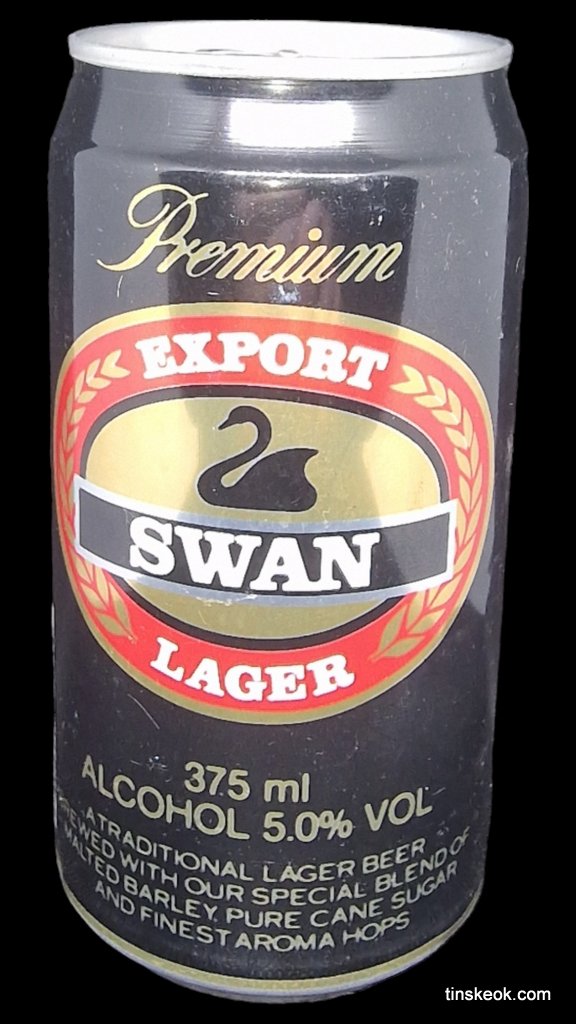 Premium
EXPORT
SWAN
LAGER
375 ml
ALCOHOL 5.0% VOL
A TRADITIONAL LAGER BEER
BREWED WITH OUR SPECIAL BLEND OF
MALTED BARLEY, PURE CANE SUGAR
AND FINEST AROMA HOPS
tinskeok.com